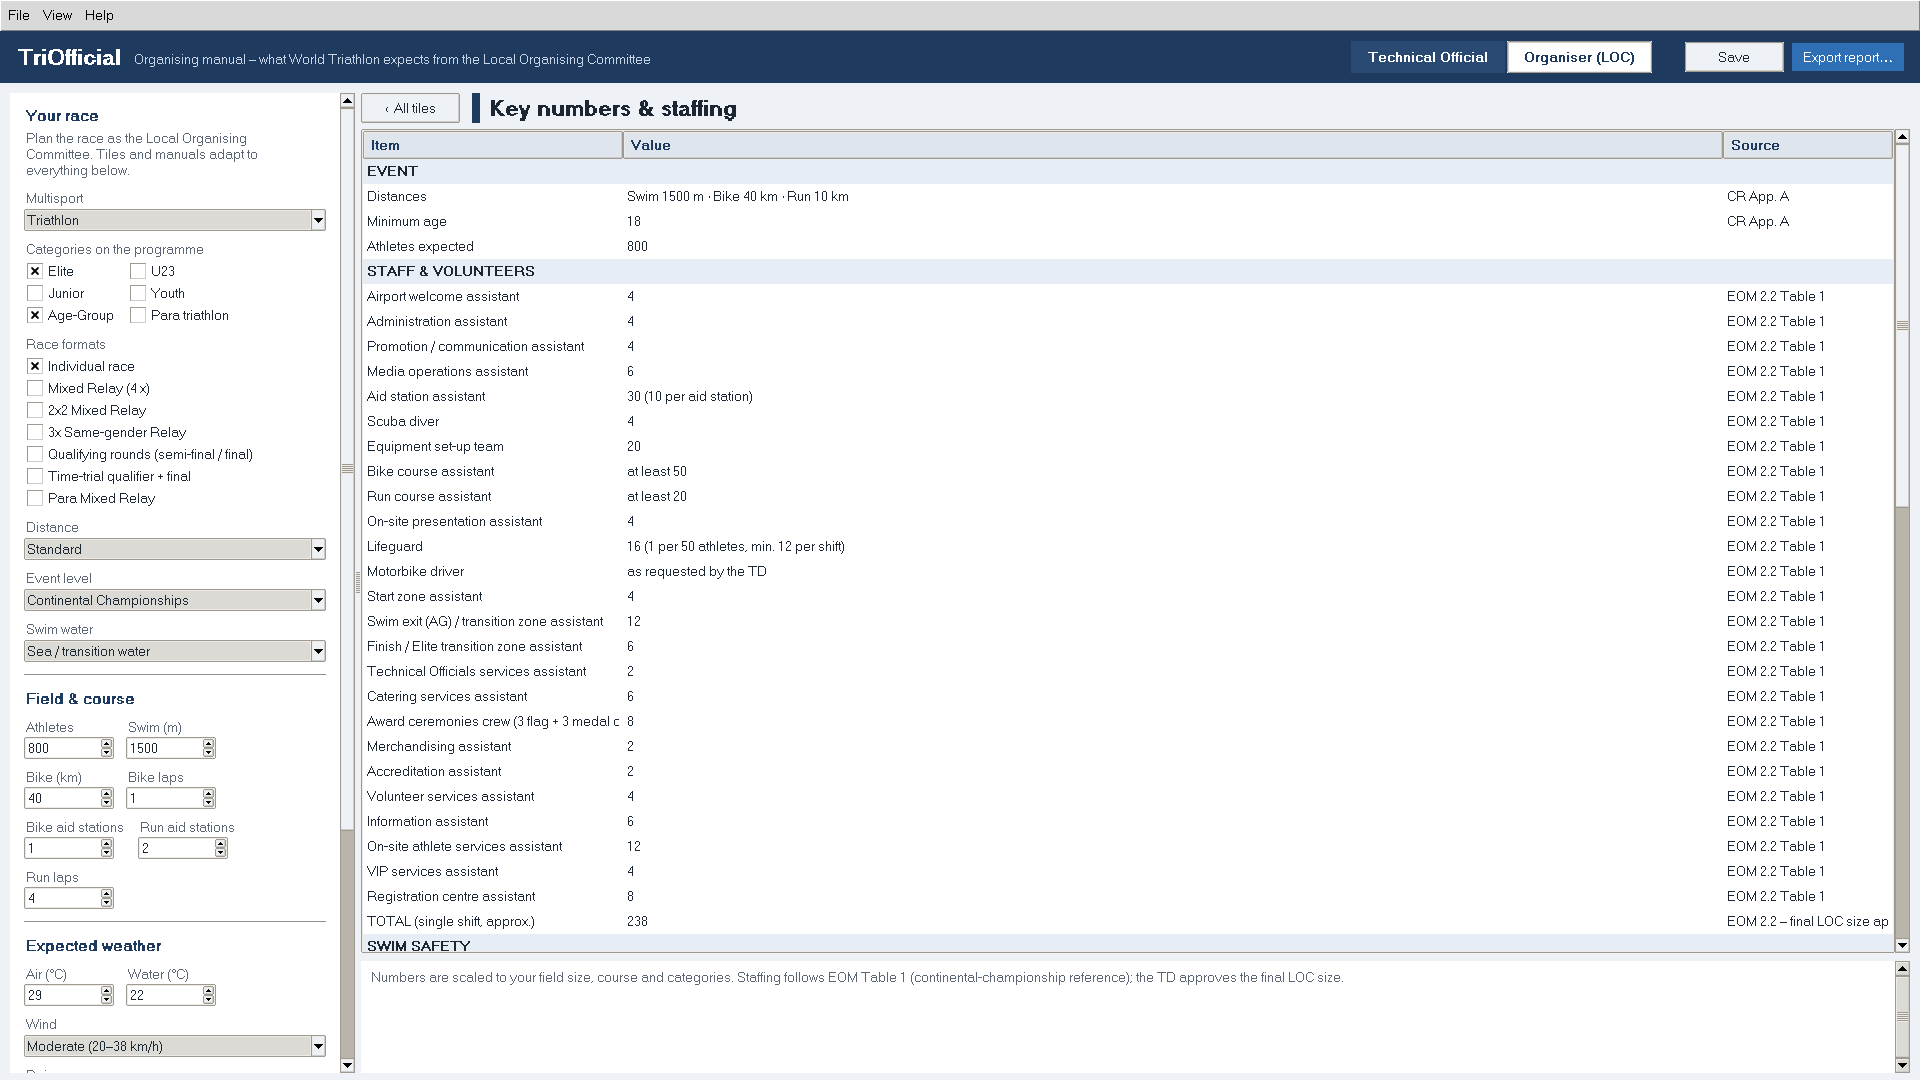 File View Help
TriOfficial Organising manual – what World Triathlon expects from the Local Organising Committee
Technical Official Organiser (LOC) Save Export report...
Your race
Plan the race as the Local Organising
Committee. Tiles and manuals adapt to
everything below.
Multisport
Triathlon
Categories on the programme
Elite U23
Junior Youth
Age-Group Para triathlon
Race formats
Individual race
Mixed Relay (4 x)
2x2 Mixed Relay
3x Same-gender Relay
Qualifying rounds (semi-final / final)
Time-trial qualifier + final
Para Mixed Relay
Distance
Standard
Event level
Continental Championships
Swim water
Sea / transition water
Field & course
Athletes Swim (m)
800 1500
Bike (km) Bike laps
40 1
Bike aid stations Run aid stations
1 2
Run laps
4
Expected weather
Air (°C) Water (°C)
29 22
Wind
Moderate (20–38 km/h)
‹ All tiles Key numbers & staffing
Item Value Source
EVENT
Distances Swim 1500 m · Bike 40 km · Run 10 km CR App. A
Minimum age 18 CR App. A
Athletes expected 800
STAFF & VOLUNTEERS
Airport welcome assistant 4 EOM 2.2 Table 1
Administration assistant 4 EOM 2.2 Table 1
Promotion / communication assistant 4 EOM 2.2 Table 1
Media operations assistant 6 EOM 2.2 Table 1
Aid station assistant 30 (10 per aid station) EOM 2.2 Table 1
Scuba diver 4 EOM 2.2 Table 1
Equipment set-up team 20 EOM 2.2 Table 1
Bike course assistant at least 50 EOM 2.2 Table 1
Run course assistant at least 20 EOM 2.2 Table 1
On-site presentation assistant 4 EOM 2.2 Table 1
Lifeguard 16 (1 per 50 athletes, min. 12 per shift) EOM 2.2 Table 1
Motorbike driver as requested by the TD EOM 2.2 Table 1
Start zone assistant 4 EOM 2.2 Table 1
Swim exit (AG) / transition zone assistant 12 EOM 2.2 Table 1
Finish / Elite transition zone assistant 6 EOM 2.2 Table 1
Technical Officials services assistant 2 EOM 2.2 Table 1
Catering services assistant 6 EOM 2.2 Table 1
Award ceremonies crew (3 flag + 3 medal c 8 EOM 2.2 Table 1
Merchandising assistant 2 EOM 2.2 Table 1
Accreditation assistant 2 EOM 2.2 Table 1
Volunteer services assistant 4 EOM 2.2 Table 1
Information assistant 6 EOM 2.2 Table 1
On-site athlete services assistant 12 EOM 2.2 Table 1
VIP services assistant 4 EOM 2.2 Table 1
Registration centre assistant 8 EOM 2.2 Table 1
TOTAL (single shift, approx.) 238 EOM 2.2 – final LOC size ap
SWIM SAFETY
Numbers are scaled to your field size, course and categories. Staffing follows EOM Table 1 (continental-championship reference); the TD approves the final LOC size.